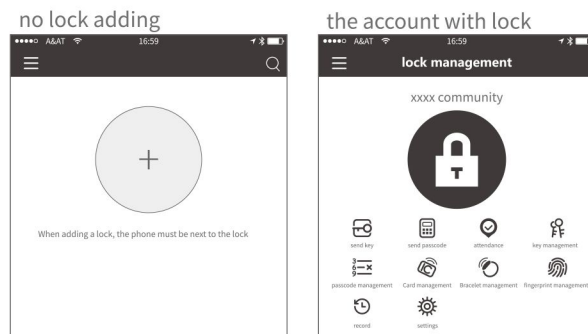 no lock adding
A&AT 16:59
When adding a lock, the phone must be next to the lock
the account with lock
A&AT 16:59
lock management
xxxx community
send key send passcode attendance key management
passcode management Card management Bracelet management fingerprint management
record settings